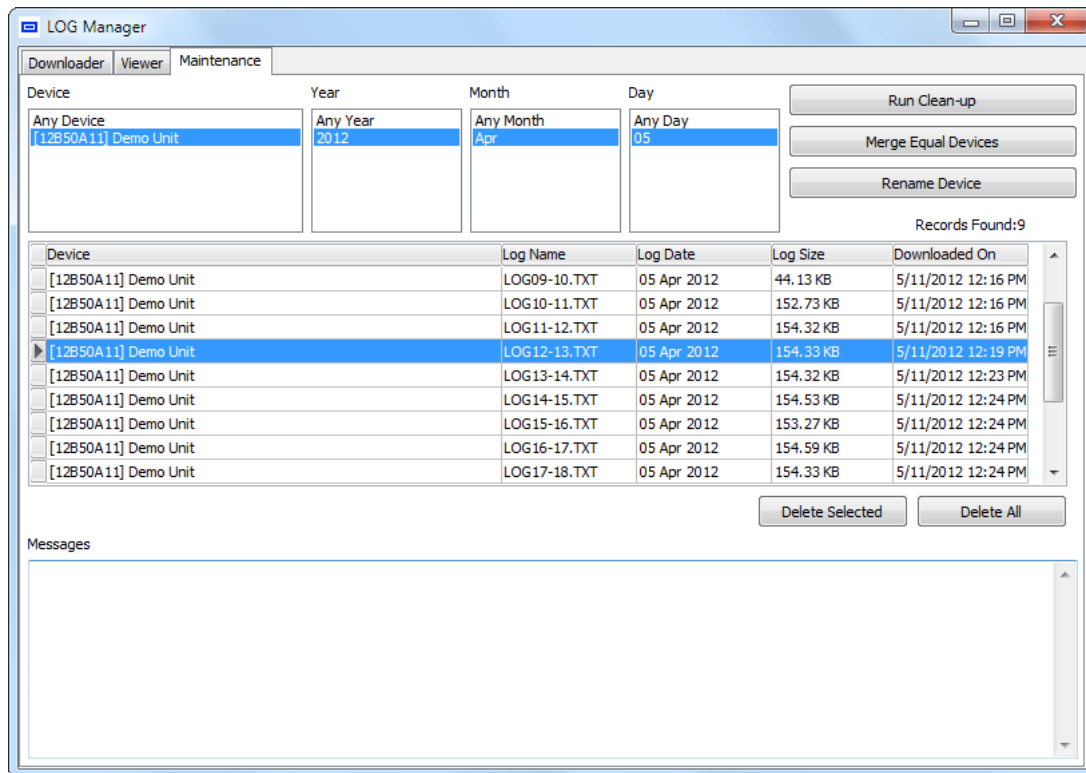 LOG Manager
Downloader Viewer Maintenance
Device Year Month Day
Any Device Any Year Any Month Any Day
[12B50A11] Demo Unit 2012 Apr 05
Run Clean-up
Merge Equal Devices
Rename Device
Records Found:9
Device Log Name Log Date Log Size Downloaded On
[12B50A11] Demo Unit LOG09-10.TXT 05 Apr 2012 44.13 KB 5/11/2012 12:16 PM
[12B50A11] Demo Unit LOG10-11.TXT 05 Apr 2012 152.73 KB 5/11/2012 12:16 PM
[12B50A11] Demo Unit LOG11-12.TXT 05 Apr 2012 154.32 KB 5/11/2012 12:16 PM
[12B50A11] Demo Unit LOG12-13.TXT 05 Apr 2012 154.33 KB 5/11/2012 12:19 PM
[12B50A11] Demo Unit LOG13-14.TXT 05 Apr 2012 154.32 KB 5/11/2012 12:23 PM
[12B50A11] Demo Unit LOG14-15.TXT 05 Apr 2012 154.53 KB 5/11/2012 12:24 PM
[12B50A11] Demo Unit LOG15-16.TXT 05 Apr 2012 153.27 KB 5/11/2012 12:24 PM
[12B50A11] Demo Unit LOG16-17.TXT 05 Apr 2012 154.59 KB 5/11/2012 12:24 PM
[12B50A11] Demo Unit LOG17-18.TXT 05 Apr 2012 154.33 KB 5/11/2012 12:24 PM
Delete Selected Delete All
Messages